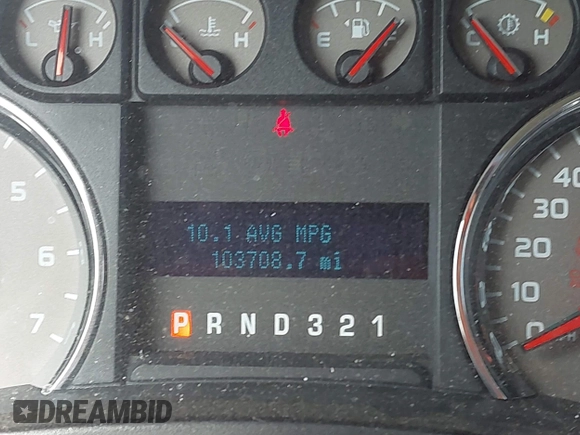 L H
C H
E F
C H
5
6
7
40
30
20
10
0
MPH
10.1 AVG MPG
103708.7 mi
P R N D 3 2 1
DREAMBID